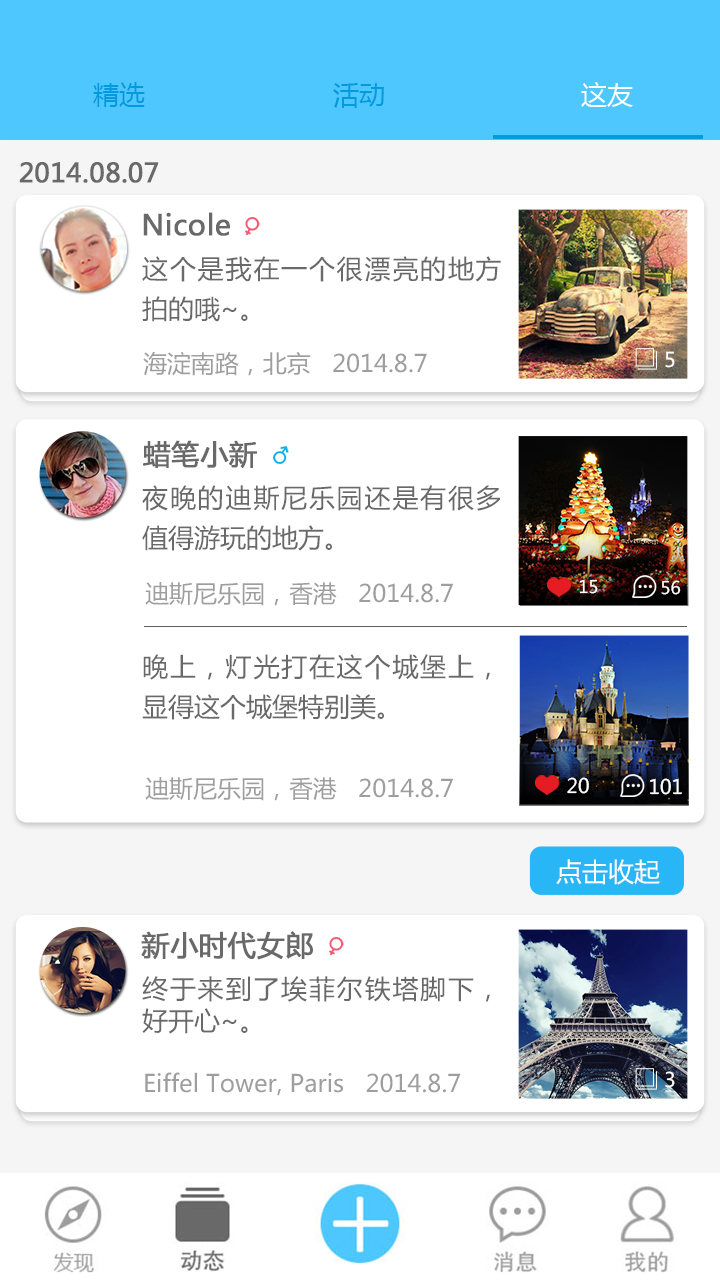 精选
活动
这友
2014.08.07
Nicole
这个是我在一个很漂亮的地方
拍的哦~。
海淀南路，北京 2014.8.7
5
蜡笔小新
夜晚的迪斯尼乐园还是有很多
值得游玩的地方。
迪斯尼乐园，香港 2014.8.7
15
56
晚上，灯光打在这个城堡上，
显得这个城堡特别美。
迪斯尼乐园，香港 2014.8.7
20
101
点击收起
新小时代女郎
终于来到了埃菲尔铁塔脚下，
好开心~。
Eiffel Tower, Paris 2014.8.7
3
发现
动态
消息
我的